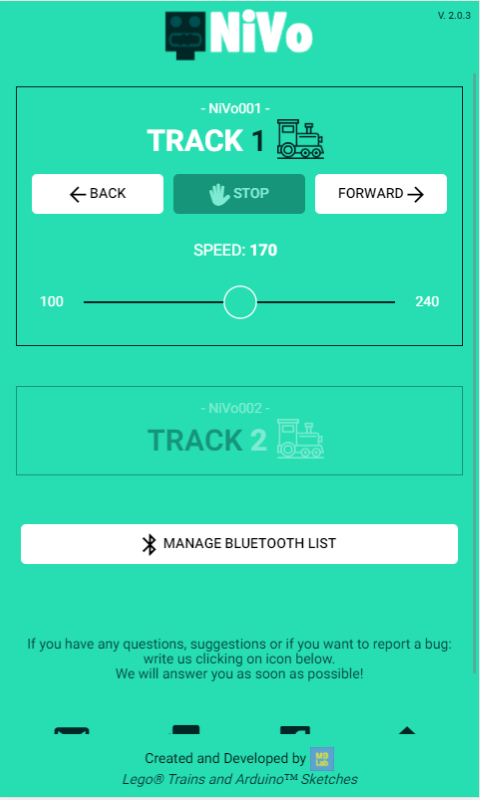 V. 2.0.3
NiVo
- NiVo001 -
TRACK 1
BACK
STOP
FORWARD
SPEED: 170
100
240
- NiVo002 -
TRACK 2
MANAGE BLUETOOTH LIST
If you have any questions, suggestions or if you want to report a bug:
write us clicking on icon below.
We will answer you as soon as possible!
Created and Developed by MB Lab
Lego® Trains and Arduino™ Sketches